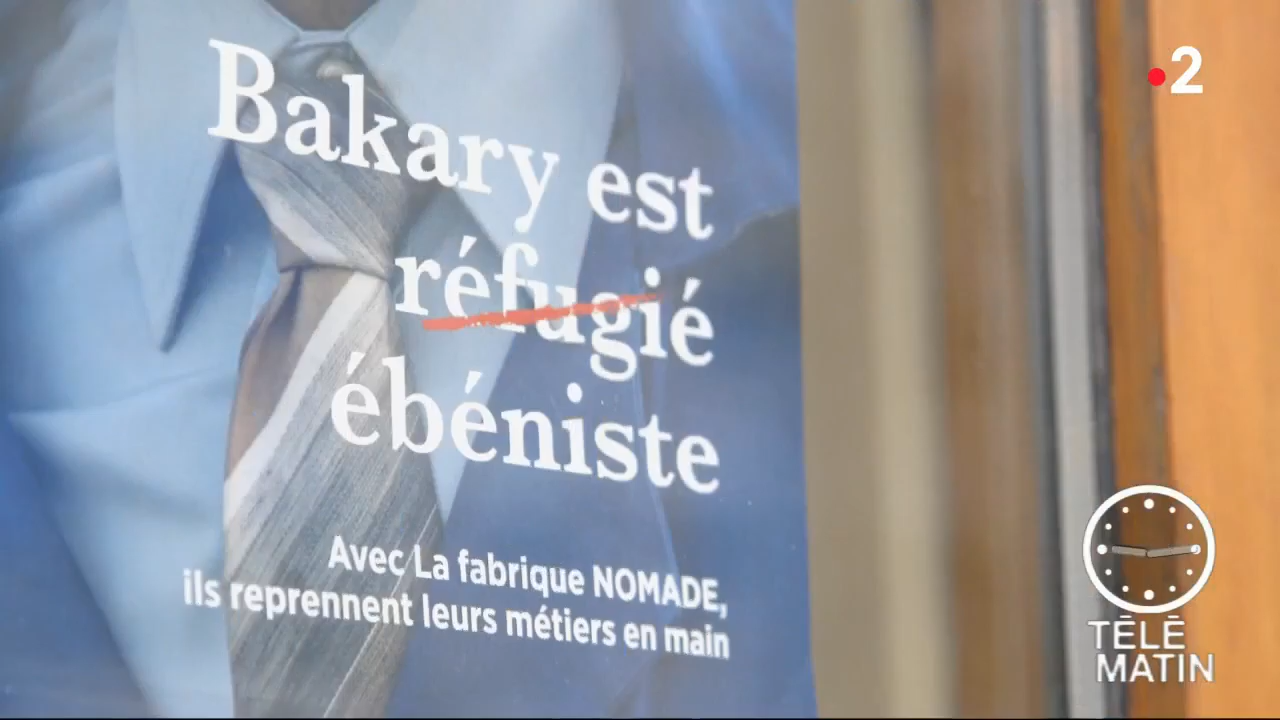 Bakary est
réfugié
ébéniste
Avec La fabrique NOMADE,
ils reprennent leurs métiers en main
2
TÉLÉ
MATIN